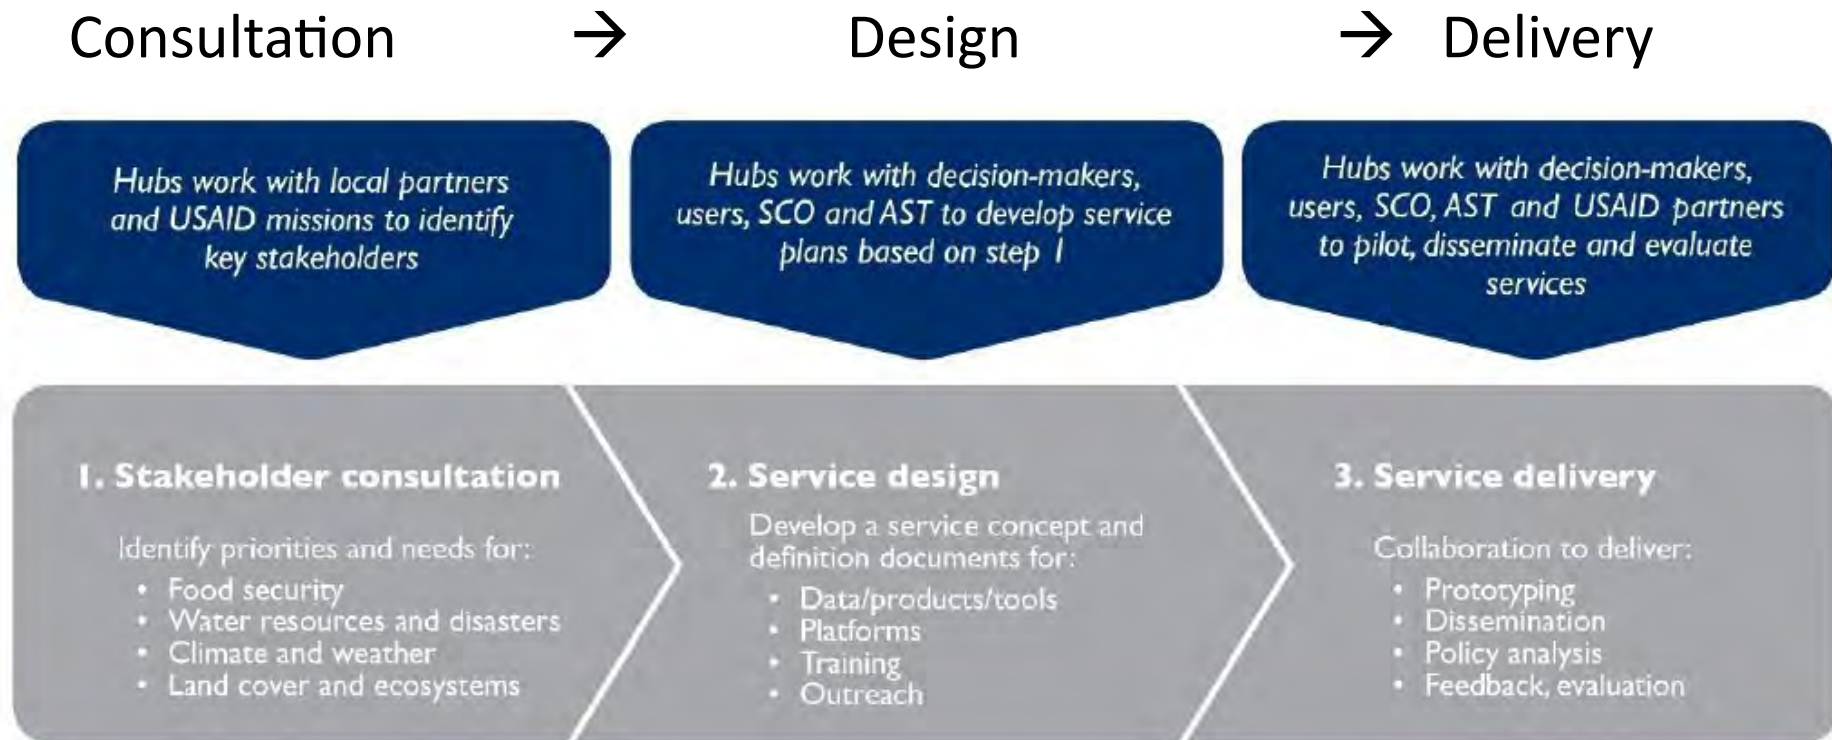 Consultation → Design → Delivery
Hubs work with local partners
and USAID missions to identify
key stakeholders
Hubs work with decision-makers,
users, SCO and AST to develop service
plans based on step 1
Hubs work with decision-makers,
users, SCO, AST and USAID partners
to pilot, disseminate and evaluate
services
1. Stakeholder consultation
Identify priorities and needs for:
• Food security
• Water resources and disasters
• Climate and weather
• Land cover and ecosystems
2. Service design
Develop a service concept and
definition documents for:
• Data/products/tools
• Platforms
• Training
• Outreach
3. Service delivery
Collaboration to deliver:
• Prototyping
• Dissemination
• Policy analysis
• Feedback, evaluation